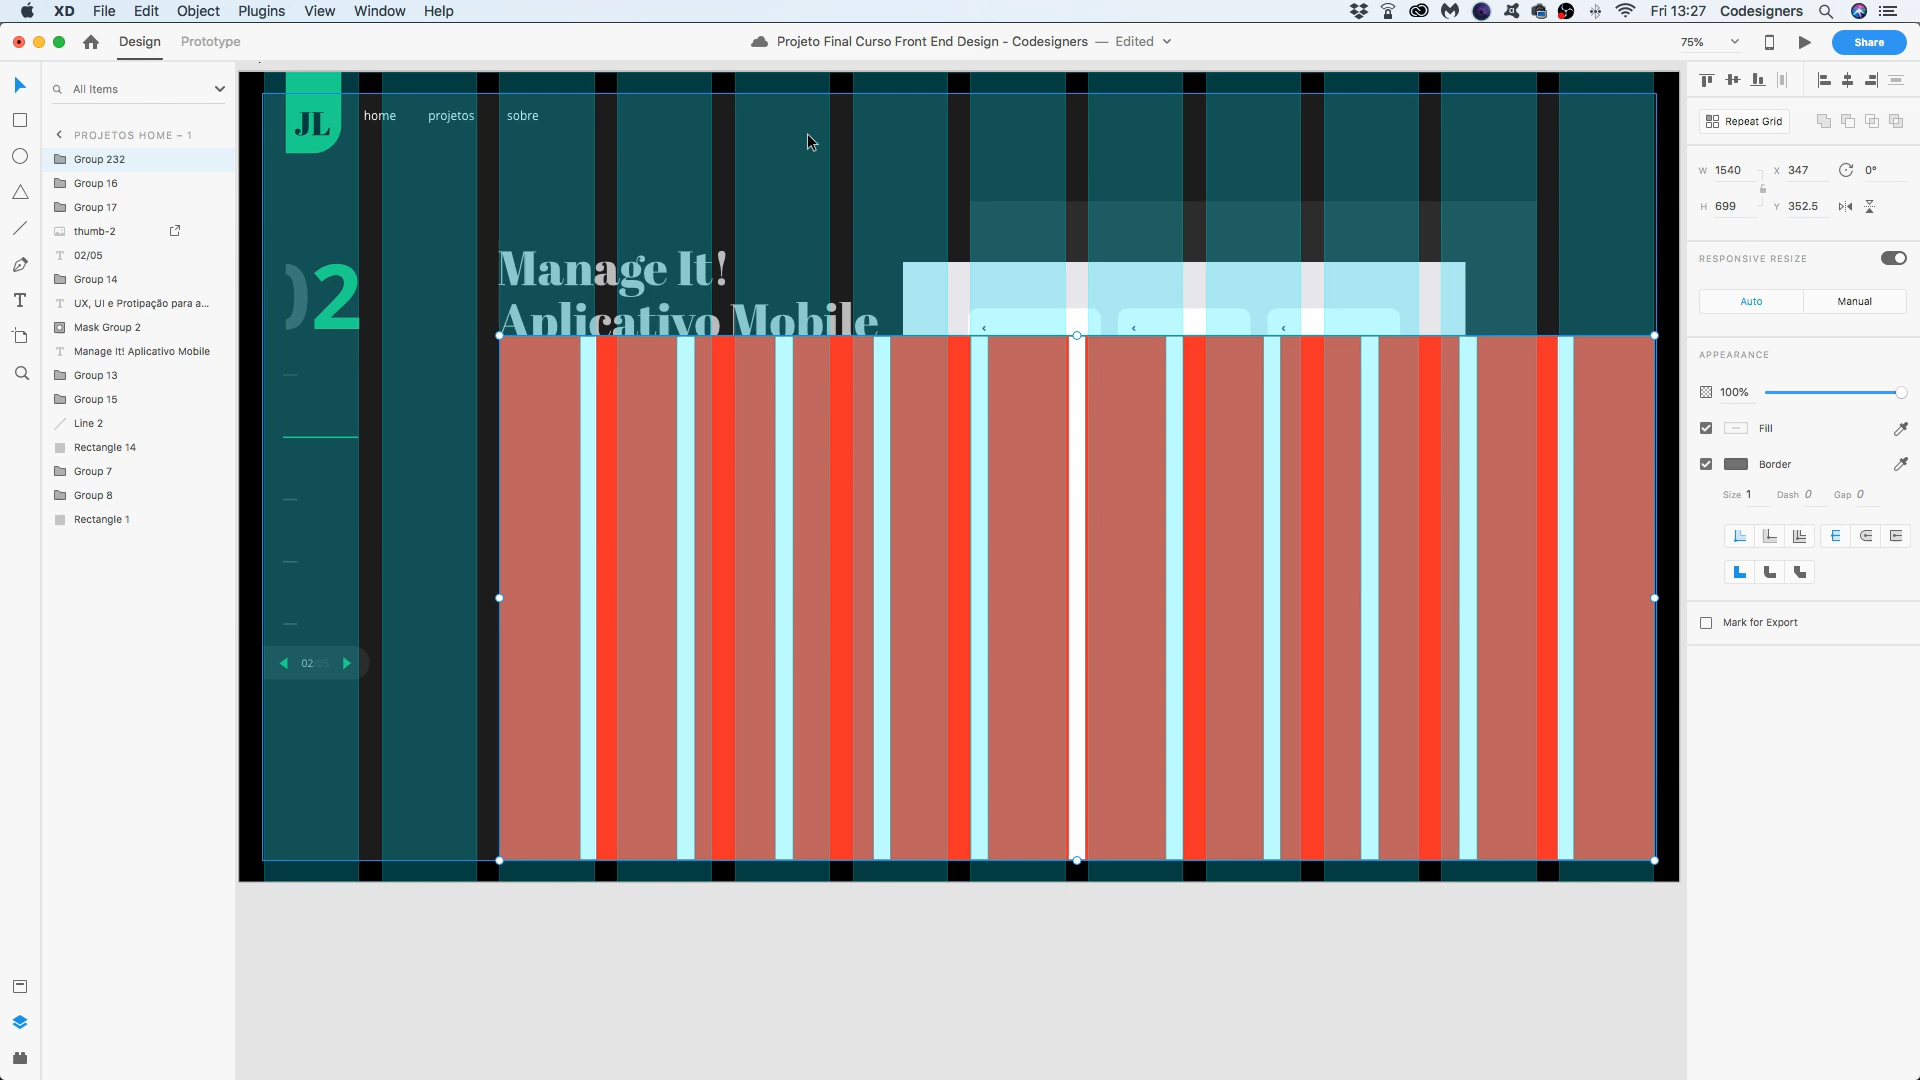 XD File Edit Object Plugins View Window Help Fri 13:27 Codesigners
Design Prototype Projeto Final Curso Front End Design - Codesigners — Edited 75% Share
All Items
PROJETOS HOME – 1
Group 232
Group 16
Group 17
thumb-2
02/05
Group 14
UX, UI e Protipação para a...
Mask Group 2
Manage It! Aplicativo Mobile
Group 13
Group 15
Line 2
Rectangle 14
Group 7
Group 8
Rectangle 1
JL home projetos sobre
02
Manage It!
Aplicativo Mobile
02/05
Repeat Grid
W 1540 X 347 0°
H 699 Y 352.5
RESPONSIVE RESIZE
Auto Manual
APPEARANCE
100%
Fill
Border
Size 1 Dash 0 Gap 0
Mark for Export